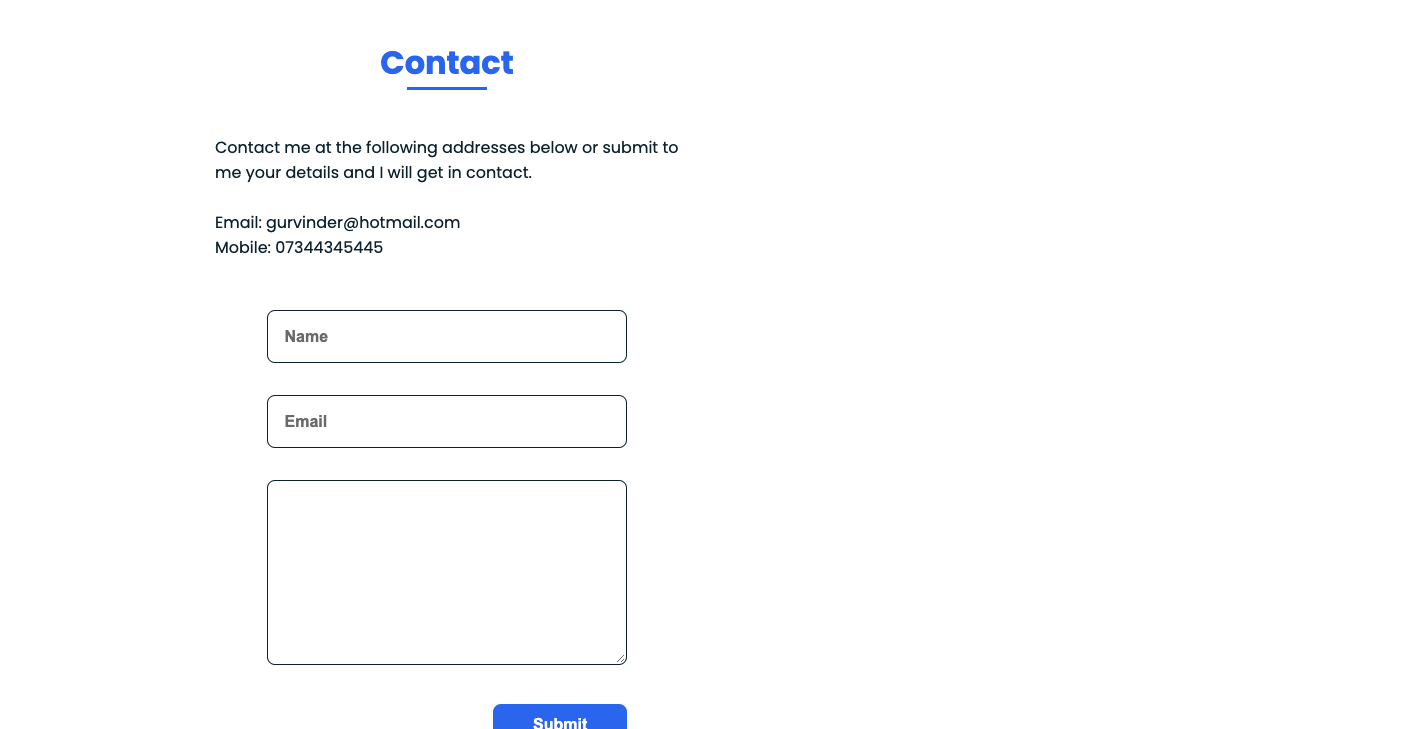 Contact
Contact me at the following addresses below or submit to
me your details and I will get in contact.
Email: gurvinder@hotmail.com
Mobile: 07344345445
Name
Email
Submit